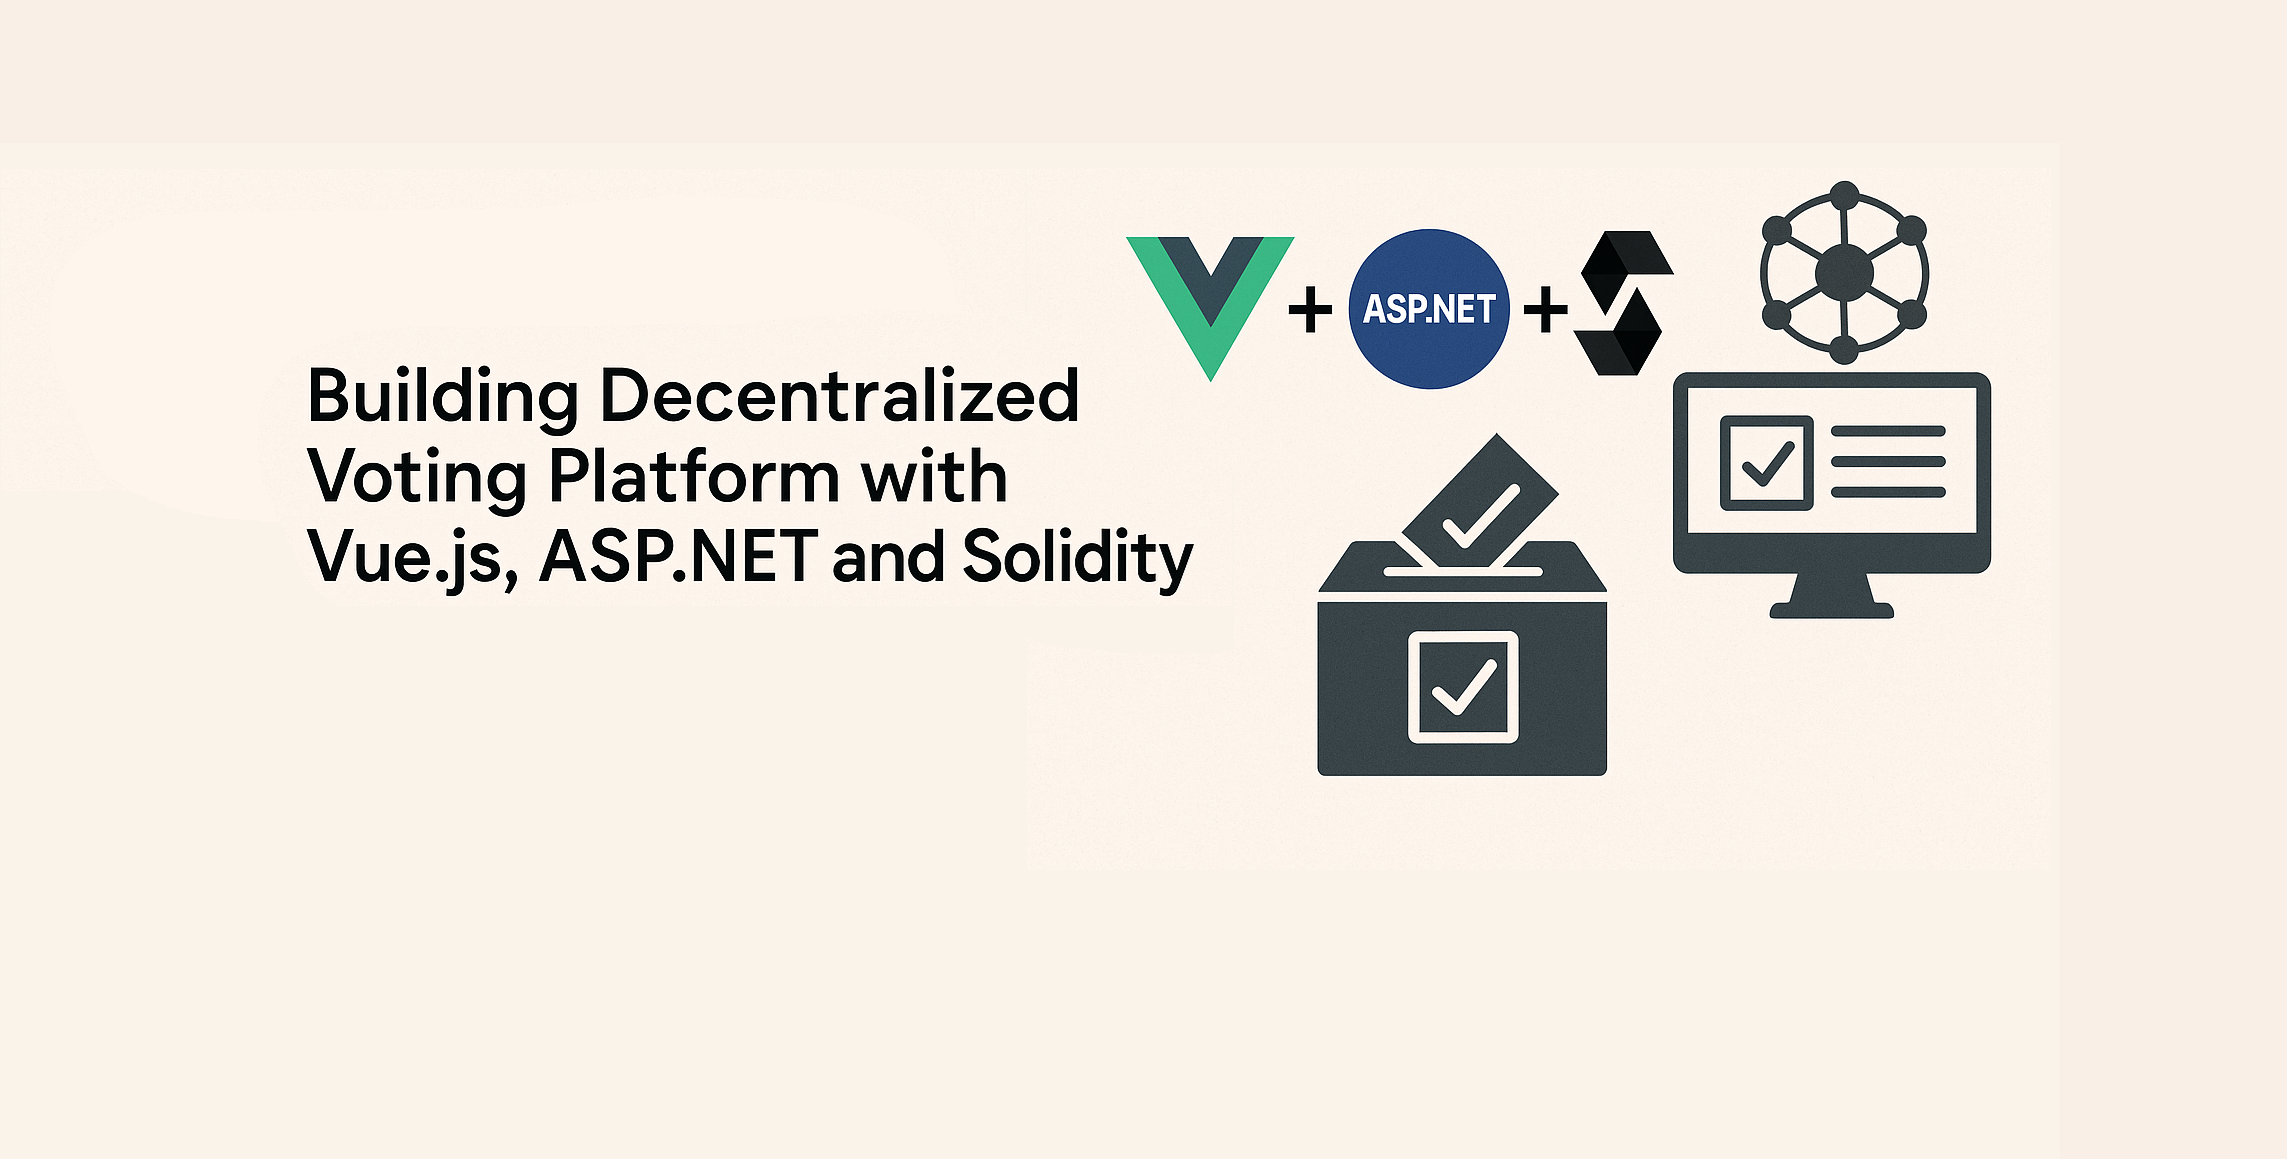 + ASP.NET +
Building Decentralized
Voting Platform with
Vue.js, ASP.NET and Solidity